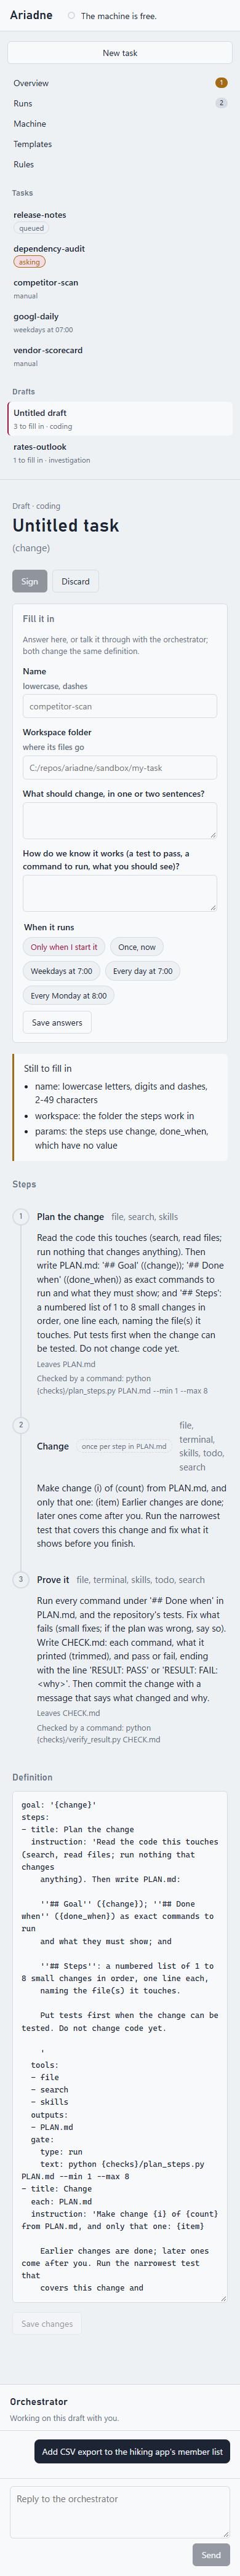 Ariadne
The machine is free.
New task
Overview
1
Runs
2
Machine
Templates
Rules
Tasks
release-notes
queued
dependency-audit
asking
competitor-scan
manual
googl-daily
weekdays at 07:00
vendor-scorecard
manual
Drafts
Untitled draft
3 to fill in · coding
rates-outlook
1 to fill in · investigation
Draft · coding
Untitled task
(change)
Sign
Discard
Fill it in
Answer here, or talk it through with the orchestrator;
both change the same definition.
Name
lowercase, dashes
competitor-scan
Workspace folder
where its files go
C:/repos/ariadne/sandbox/my-task
What should change, in one or two sentences?
How do we know it works (a test to pass, a
command to run, what you should see)?
When it runs
Only when I start it
Once, now
Weekdays at 7:00
Every day at 7:00
Every Monday at 8:00
Save answers
Still to fill in
• name: lowercase letters, digits and dashes,
2-49 characters
• workspace: the folder the steps work in
• params: the steps use change, done_when,
which have no value
Steps
1
Plan the change
file, search, skills
Read the code this touches (search, read files;
run nothing that changes anything). Then
write PLAN.md: '## Goal' ((change)); '## Done
when' ((done_when)) as exact commands to
run and what they must show; and '## Steps':
a numbered list of 1 to 8 small changes in
order, one line each, naming the file(s) it
touches. Put tests first when the change can
be tested. Do not change code yet.
Leaves PLAN.md
Checked by a command: python
{checks}/plan_steps.py PLAN.md --min 1 --max 8
2
Change
once per step in PLAN.md
file,
terminal,
skills, todo,
search
Make change (i) of (count) from PLAN.md, and
only that one: (item) Earlier changes are done;
later ones come after you. Run the narrowest
test that covers this change and fix what it
shows before you finish.
3
Prove it
file, terminal, skills, todo, search
Run every command under '## Done when' in
PLAN.md, and the repository's tests. Fix what
fails (small fixes; if the plan was wrong, say so).
Write CHECK.md: each command, what it
printed (trimmed), and pass or fail, ending
with the line 'RESULT: PASS' or 'RESULT: FAIL:
<why>'. Then commit the change with a
message that says what changed and why.
Leaves CHECK.md
Checked by a command: python
{checks}/verify_result.py CHECK.md
Definition
goal: '{change}'
steps:
- title: Plan the change
instruction: 'Read the code this touches
(search, read files; run nothing that
changes
anything). Then write PLAN.md:
''## Goal'' ({change}); ''## Done
when'' ({done_when}) as exact commands to
run
and what they must show; and
''## Steps'': a numbered list of 1 to
8 small changes in order, one line each,
naming the file(s) it touches.
Put tests first when the change can be
tested. Do not change code yet.
'
tools:
- file
- search
- skills
outputs:
- PLAN.md
gate:
type: run
text: python {checks}/plan_steps.py
PLAN.md --min 1 --max 8
- title: Change
each: PLAN.md
instruction: 'Make change {i} of {count}
from PLAN.md, and only that one: {item}
Earlier changes are done; later ones
come after you. Run the narrowest test
that
covers this change and
Save changes
Orchestrator
Working on this draft with you.
Add CSV export to the hiking app's member list
Reply to the orchestrator
Send